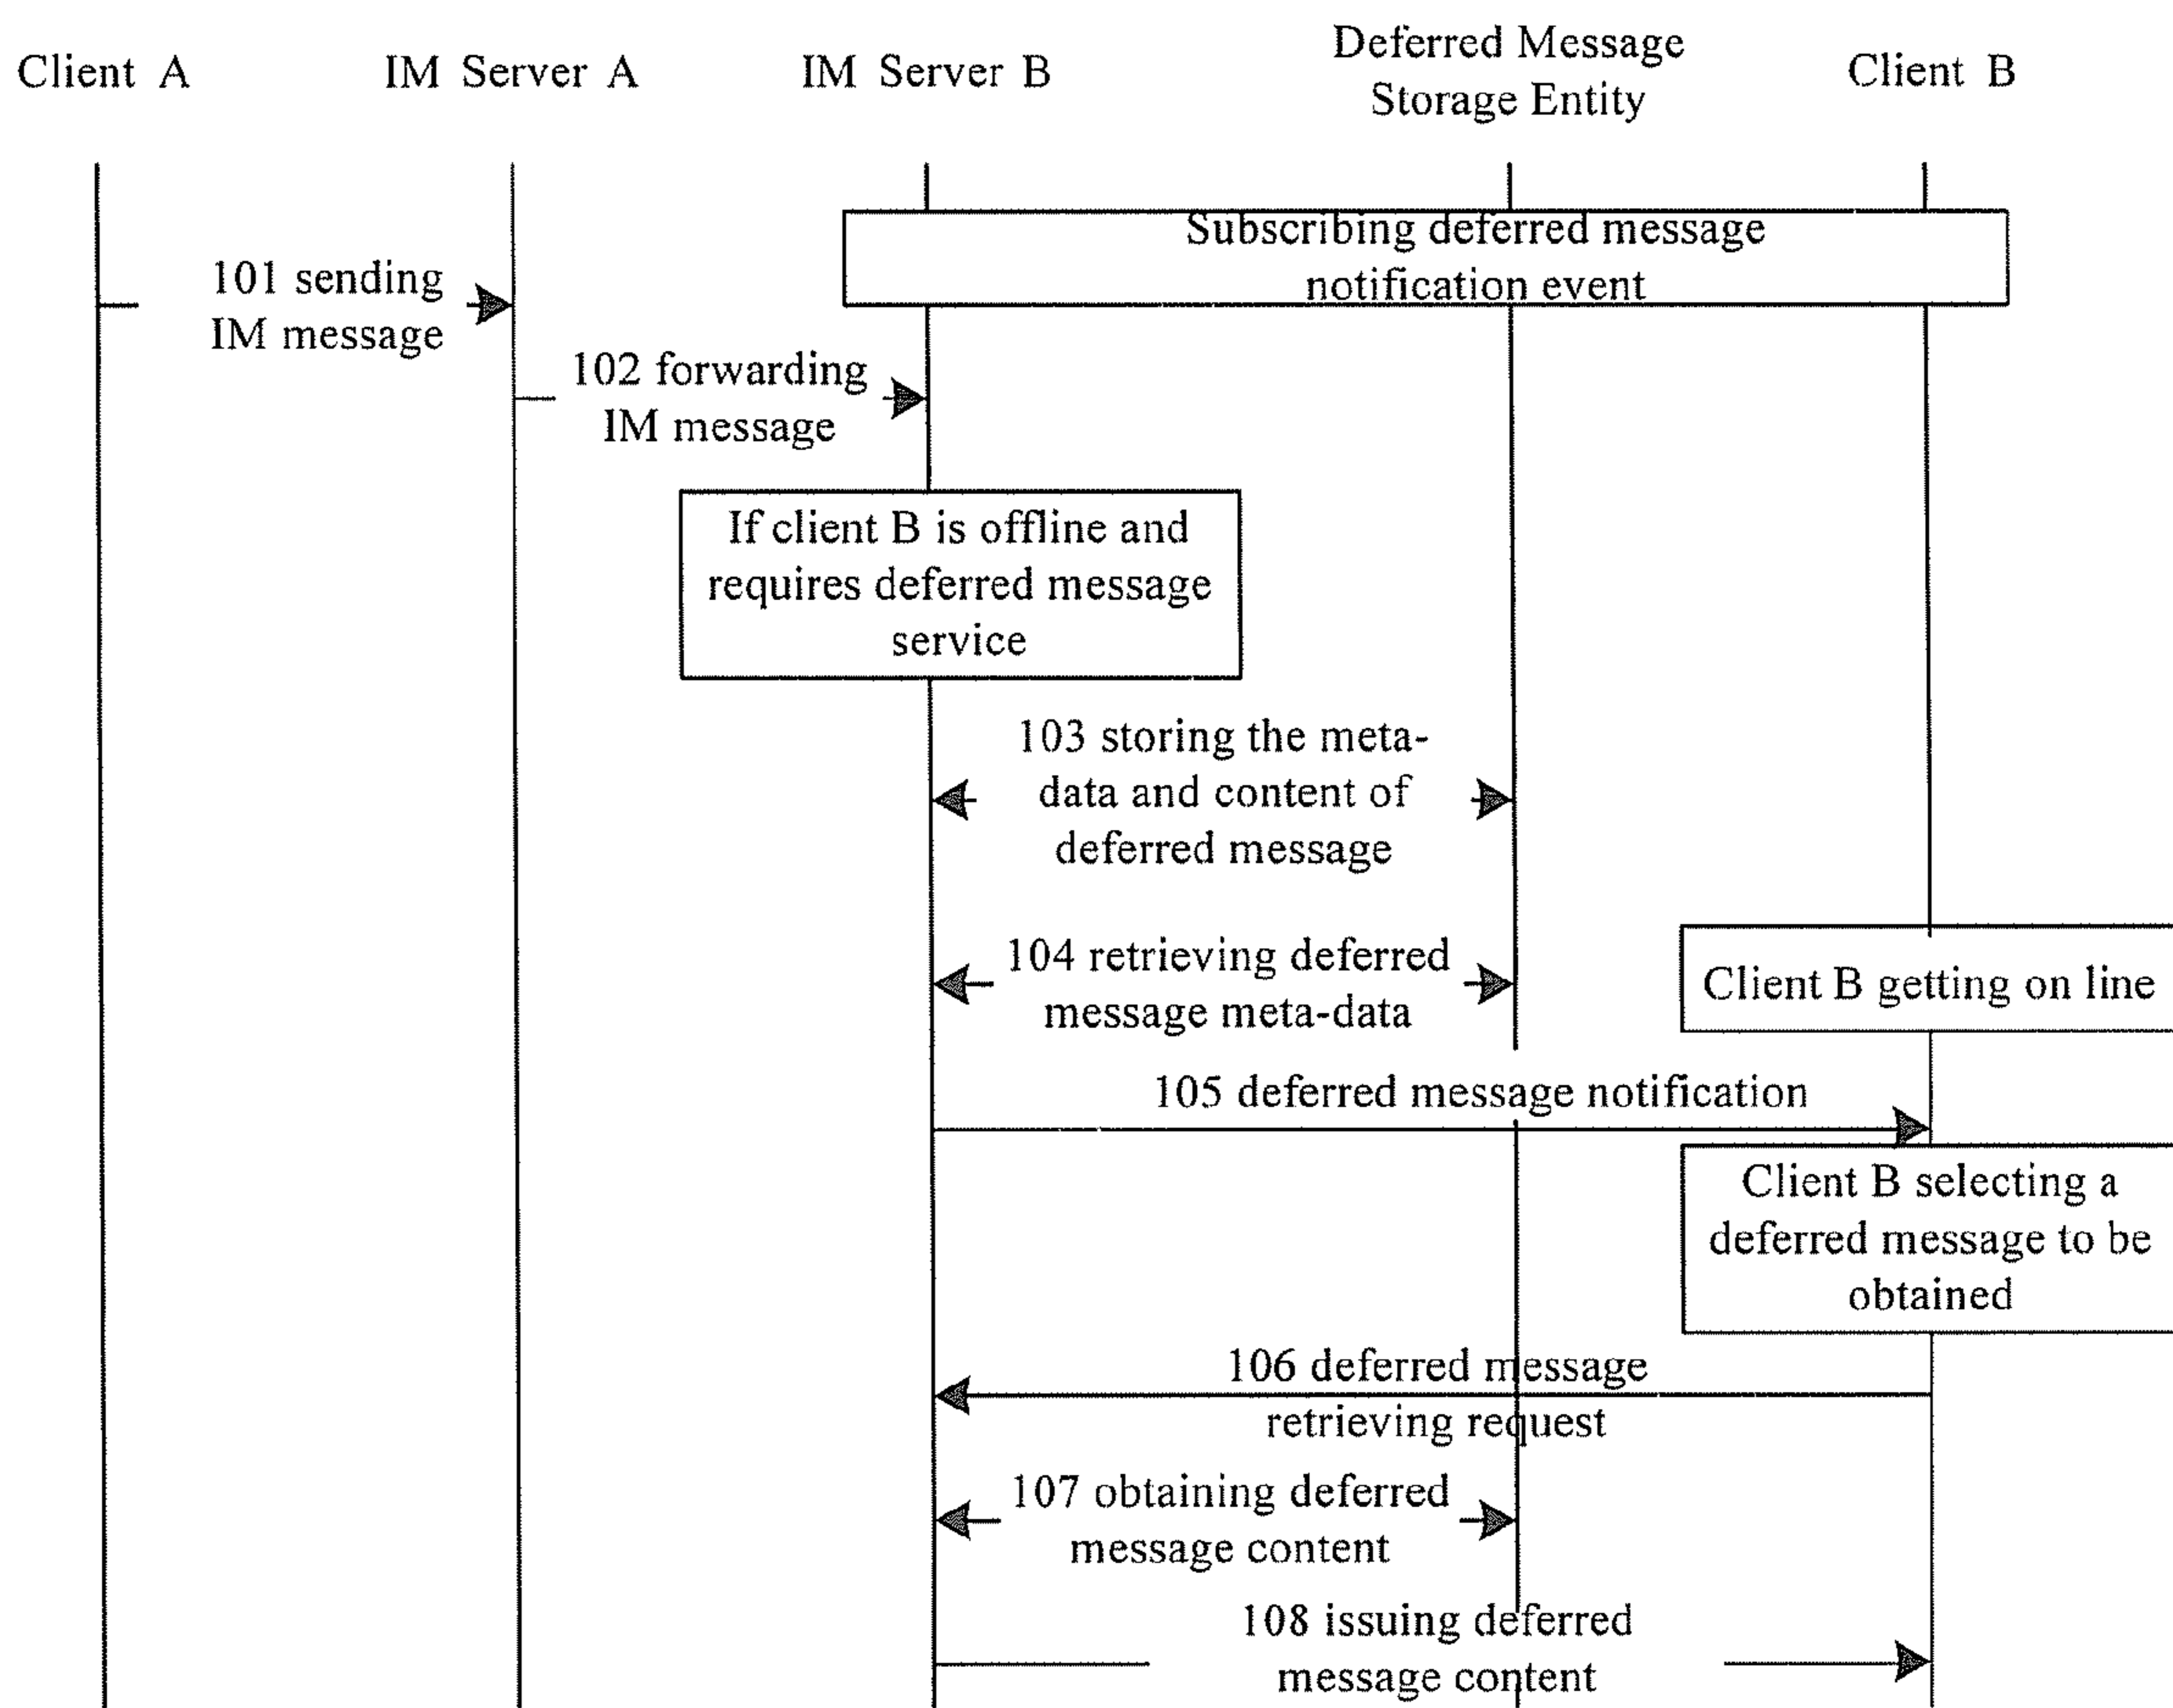 Client A
IM Server A
IM Server B
Deferred Message
Storage Entity
Client B
Subscribing deferred message
notification event
101 sending
IM message
102 forwarding
IM message
If client B is offline and
requires deferred message
service
103 storing the meta-
data and content of
deferred message
104 retrieving deferred
message meta-data
Client B getting on line
105 deferred message notification
Client B selecting a
deferred message to be
obtained
106 deferred message
retrieving request
107 obtaining deferred
message content
108 issuing deferred
message content